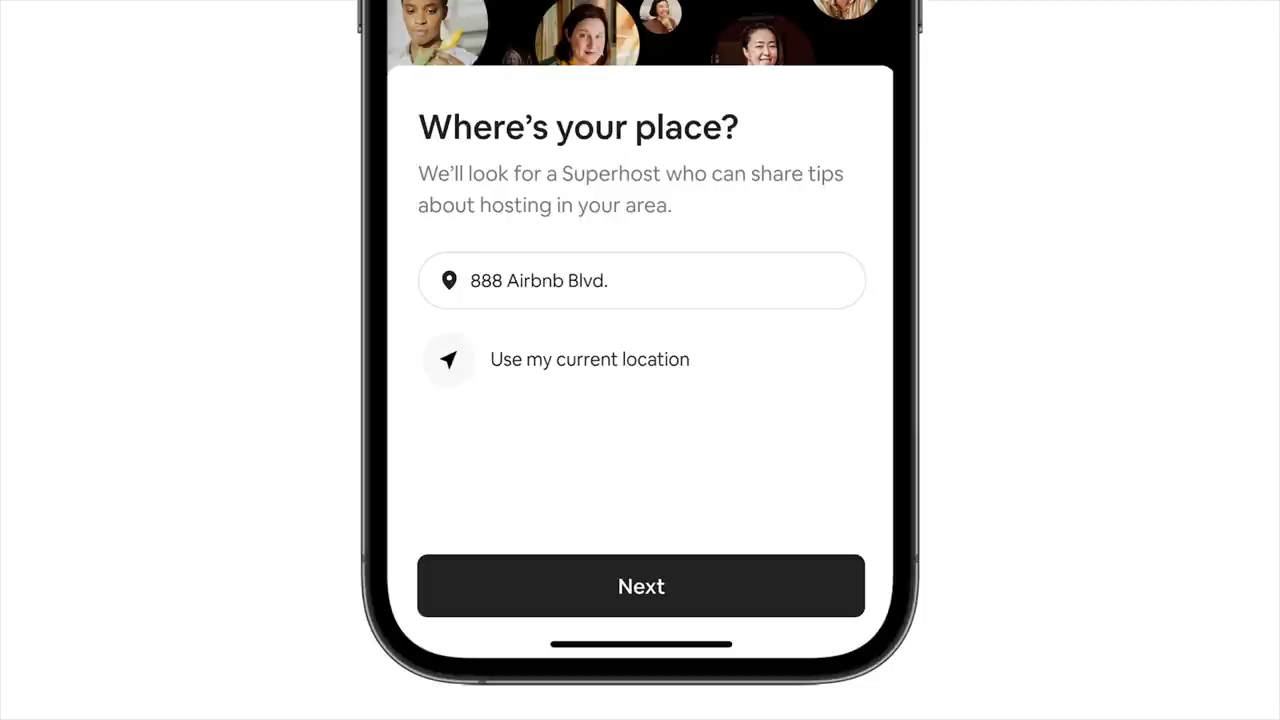 Where’s your place?
We’ll look for a Superhost who can share tips
about hosting in your area.
888 Airbnb Blvd.
Use my current location
Next